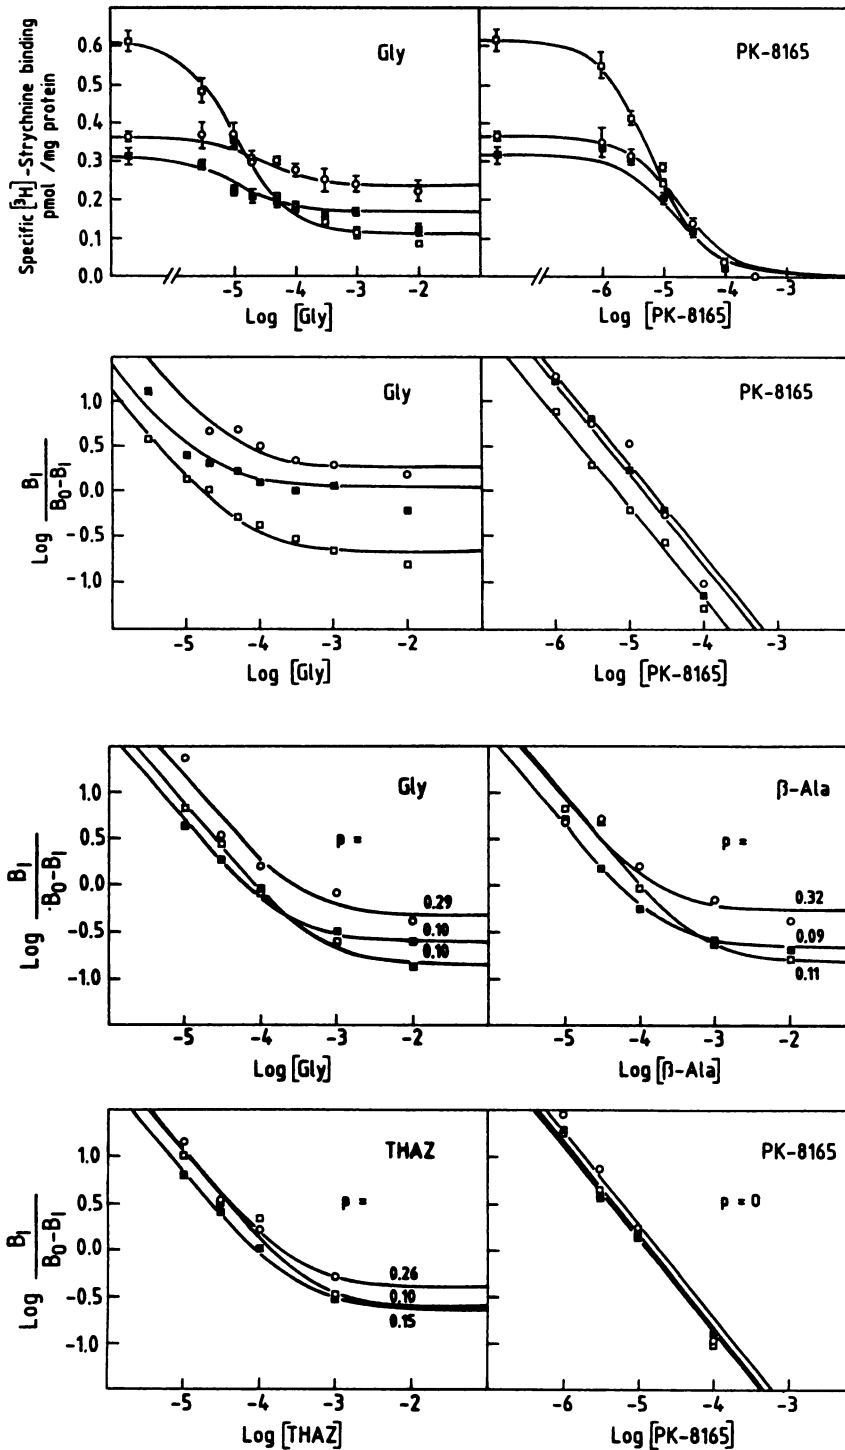 Specific [³H]-Strychnine binding
pmol /mg protein
0.6
0.5
0.4
0.3
0.2
0.1
0.0
Gly
-5
-4
-3
-2
Log [Gly]
PK-8165
-6
-5
-4
-3
Log [PK-8165]
Log B_I / B_0-B_I
1.0
0.5
0.0
-0.5
-1.0
Gly
-5
-4
-3
-2
Log [Gly]
PK-8165
-6
-5
-4
-3
Log [PK-8165]
Log B_I / B_0-B_I
1.0
0.5
0.0
-0.5
-1.0
Gly
p =
0.29
0.10
0.10
-5
-4
-3
-2
Log [Gly]
β-Ala
p =
0.32
0.09
0.11
-5
-4
-3
-2
Log [β-Ala]
Log B_I / B_0-B_I
1.0
0.5
0.0
-0.5
-1.0
THAZ
p =
0.26
0.10
0.15
-5
-4
-3
-2
Log [THAZ]
PK-8165
p = 0
-6
-5
-4
-3
Log [PK-8165]